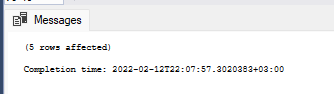 Messages
(5 rows affected)
Completion time: 2022-02-12T22:07:57.3020383+03:00